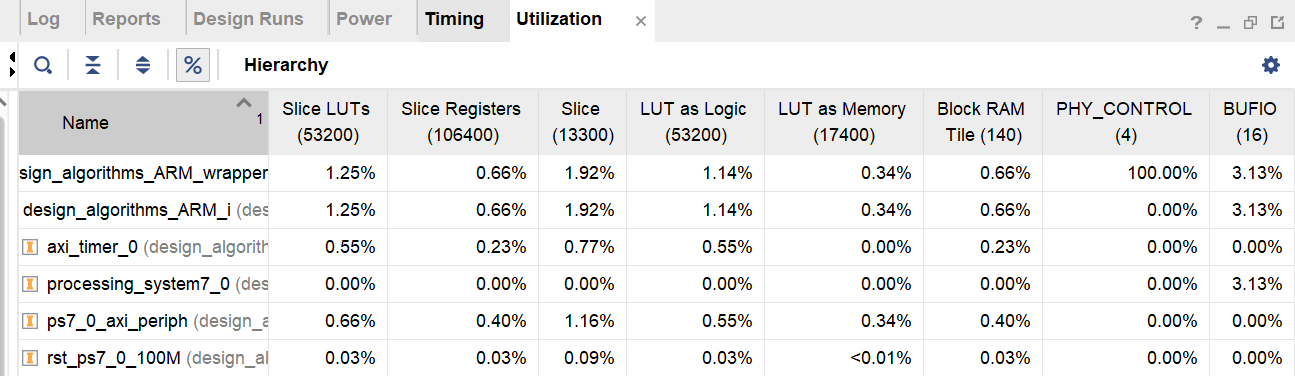 Log Reports Design Runs Power Timing Utilization ×
? _
% Hierarchy
Name 1 Slice LUTs (53200) Slice Registers (106400) Slice (13300) LUT as Logic (53200) LUT as Memory (17400) Block RAM Tile (140) PHY_CONTROL (4) BUFIO (16)
sign_algorithms_ARM_wrapper 1.25% 0.66% 1.92% 1.14% 0.34% 0.66% 100.00% 3.13%
design_algorithms_ARM_i (des 1.25% 0.66% 1.92% 1.14% 0.34% 0.66% 0.00% 3.13%
axi_timer_0 (design_algorith 0.55% 0.23% 0.77% 0.55% 0.00% 0.23% 0.00% 0.00%
processing_system7_0 (des 0.00% 0.00% 0.00% 0.00% 0.00% 0.00% 0.00% 3.13%
ps7_0_axi_periph (design_a 0.66% 0.40% 1.16% 0.55% 0.34% 0.40% 0.00% 0.00%
rst_ps7_0_100M (design_al 0.03% 0.03% 0.09% 0.03% <0.01% 0.03% 0.00% 0.00%